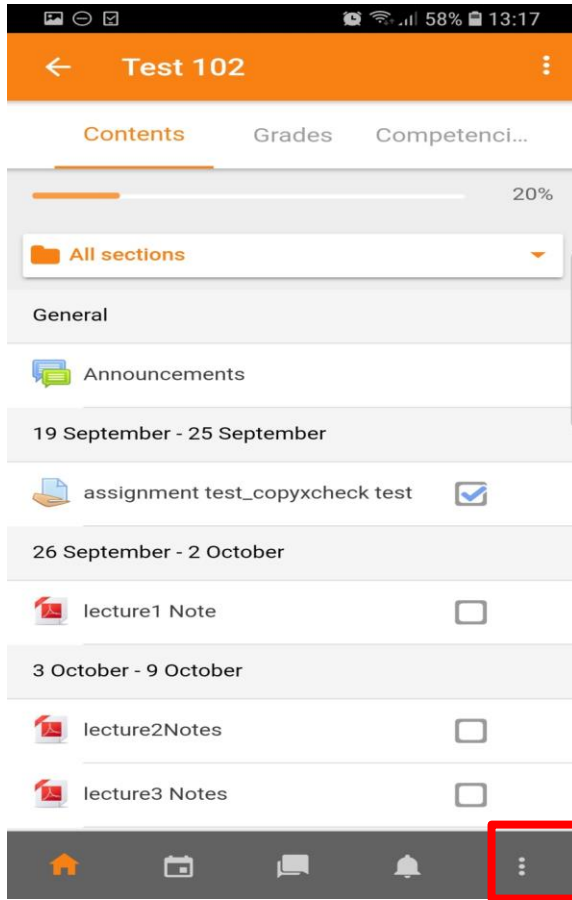 58% 13:17
Test 102
Contents Grades Competenci...
20%
All sections
General
Announcements
19 September - 25 September
assignment test_copyxcheck test
26 September - 2 October
lecture1 Note
3 October - 9 October
lecture2Notes
lecture3 Notes